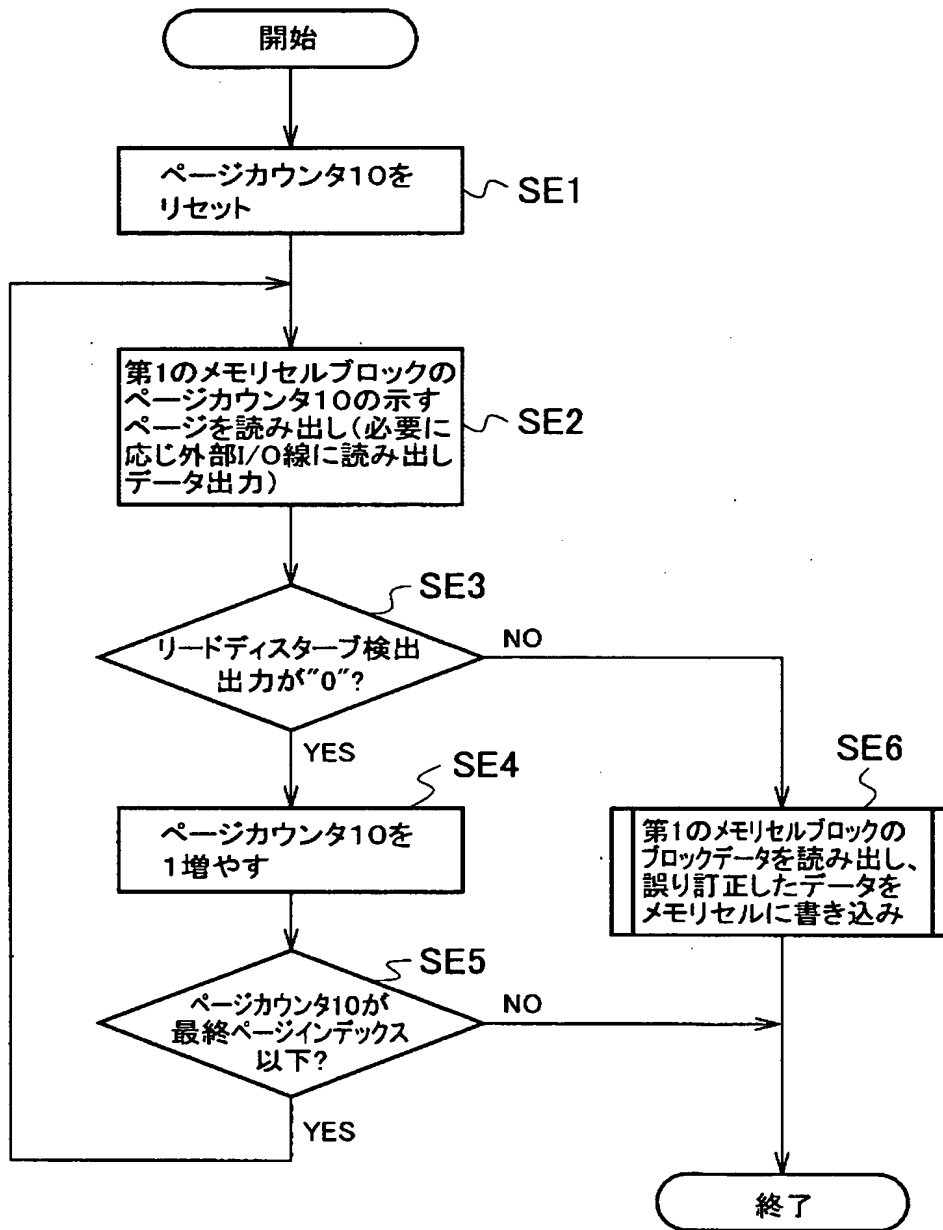 開始
ページカウンタ10を
リセット
SE1
第1のメモリセルブロックの
ページカウンタ10の示す
ページを読み出し(必要に
応じ外部I/O線に読み出し
データ出力)
SE2
SE3
リードディスターブ検出
出力が"0"?
NO
YES
SE4
ページカウンタ10を
1増やす
SE6
第1のメモリセルブロックの
ブロックデータを読み出し、
誤り訂正したデータを
メモリセルに書き込み
SE5
ページカウンタ10が
最終ページインデックス
以下?
NO
YES
終了